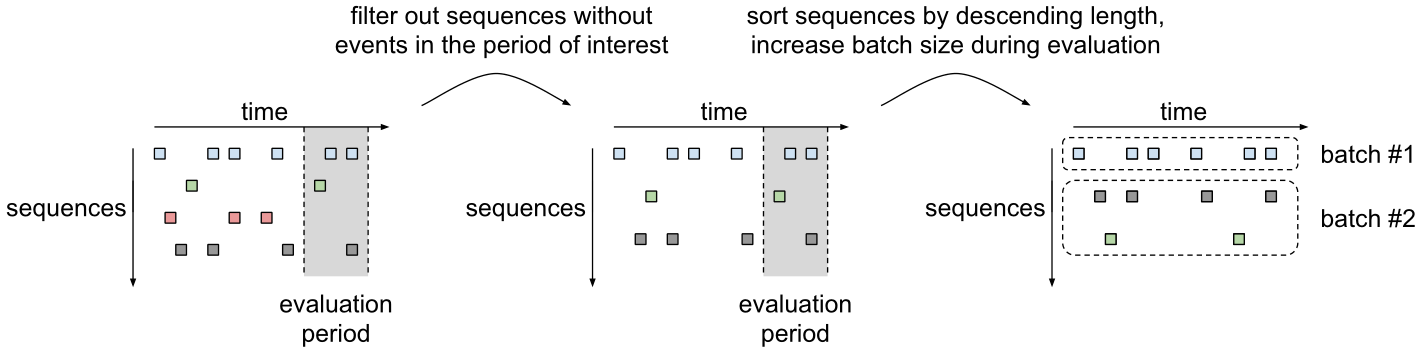 filter out sequences without
events in the period of interest
sort sequences by descending length,
increase batch size during evaluation
time
sequences
evaluation
period
time
sequences
evaluation
period
time
sequences
batch #1
batch #2